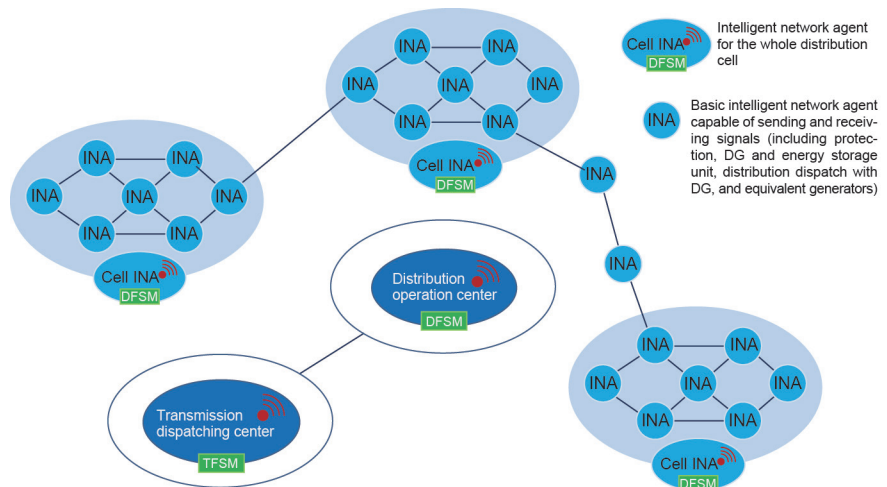 INA
INA
INA
INA
INA
INA
INA
Cell INA
DFSM
INA
INA
INA
INA
INA
INA
INA
Cell INA
DFSM
INA
INA
INA
INA
INA
INA
INA
INA
INA
Cell INA
DFSM
Distribution
operation center
DFSM
Transmission
dispatching center
TFSM
Cell INA
DFSM
Intelligent network agent
for the whole distribution
cell
INA
Basic intelligent network agent
capable of sending and receiv-
ing signals (including protec-
tion, DG and energy storage
unit, distribution dispatch with
DG, and equivalent generators)